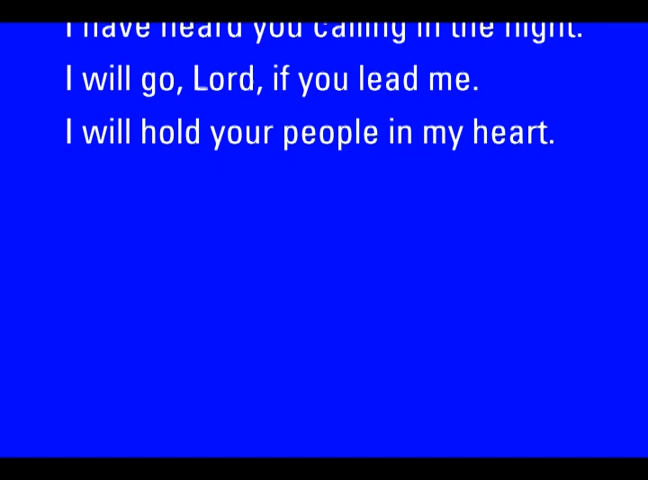 I have heard you calling in the night.
I will go, Lord, if you lead me.
I will hold your people in my heart.